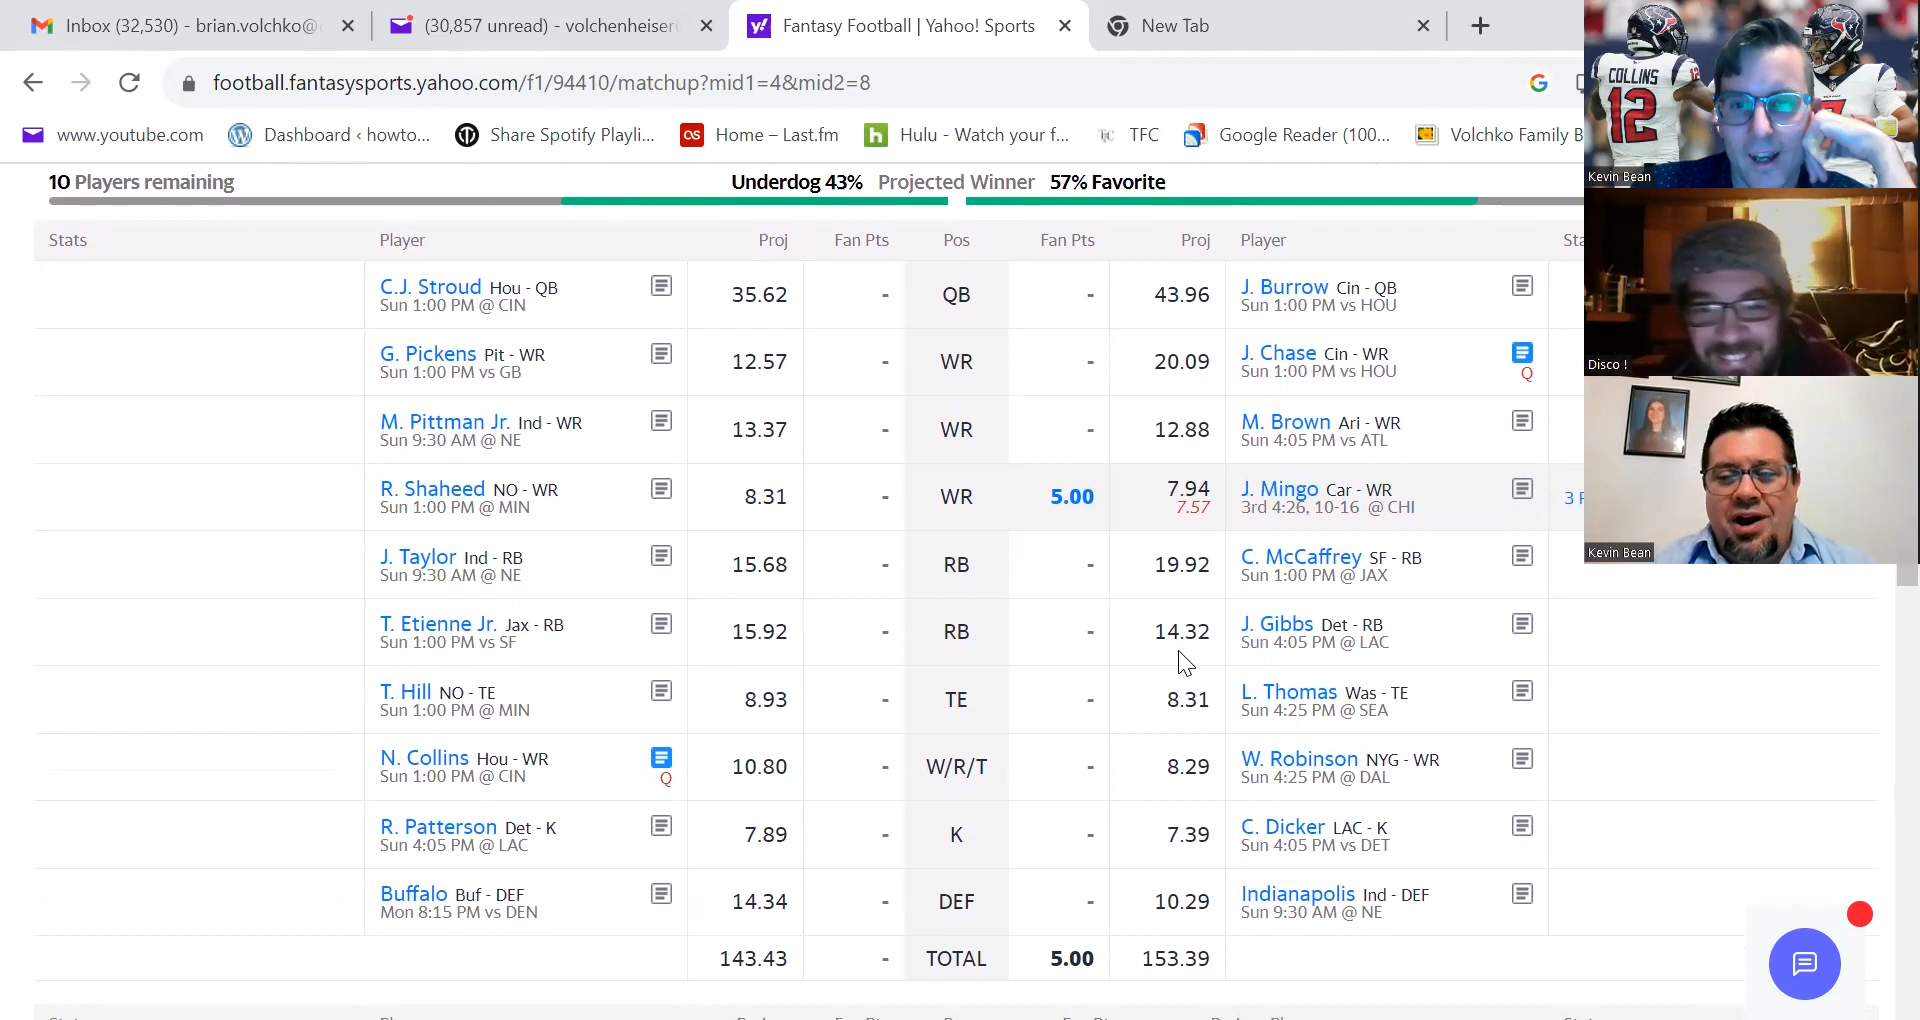 Inbox (32,530) - brian.volchko@
(30,857 unread) - volchenheiser
Fantasy Football | Yahoo! Sports
New Tab
football.fantasysports.yahoo.com/f1/94410/matchup?mid1=4&mid2=8
www.youtube.com
Dashboard ‹ howto...
Share Spotify Playli...
Home – Last.fm
Hulu - Watch your f...
TFC
Google Reader (100...
Volchko Family B
10 Players remaining
Underdog 43% Projected Winner 57% Favorite
Stats Player Proj Fan Pts Pos Fan Pts Proj Player Sta
C.J. Stroud Hou - QB 35.62 - QB - 43.96 J. Burrow Cin - QB
Sun 1:00 PM @ CIN Sun 1:00 PM vs HOU
G. Pickens Pit - WR 12.57 - WR - 20.09 J. Chase Cin - WR
Sun 1:00 PM vs GB Sun 1:00 PM vs HOU Q
M. Pittman Jr. Ind - WR 13.37 - WR - 12.88 M. Brown Ari - WR
Sun 9:30 AM @ NE Sun 4:05 PM vs ATL
R. Shaheed NO - WR 8.31 - WR 5.00 7.94 J. Mingo Car - WR
Sun 1:00 PM @ MIN 7.57 3rd 4:26, 10-16 @ CHI
J. Taylor Ind - RB 15.68 - RB - 19.92 C. McCaffrey SF - RB
Sun 9:30 AM @ NE Sun 1:00 PM @ JAX
T. Etienne Jr. Jax - RB 15.92 - RB - 14.32 J. Gibbs Det - RB
Sun 1:00 PM vs SF Sun 4:05 PM @ LAC
T. Hill NO - TE 8.93 - TE - 8.31 L. Thomas Was - TE
Sun 1:00 PM @ MIN Sun 4:25 PM @ SEA
N. Collins Hou - WR 10.80 - W/R/T - 8.29 W. Robinson NYG - WR
Sun 1:00 PM @ CIN Q Sun 4:25 PM @ DAL
R. Patterson Det - K 7.89 - K - 7.39 C. Dicker LAC - K
Sun 4:05 PM @ LAC Sun 4:05 PM vs DET
Buffalo Buf - DEF 14.34 - DEF - 10.29 Indianapolis Ind - DEF
Mon 8:15 PM vs DEN Sun 9:30 AM @ NE
143.43 - TOTAL 5.00 153.39
COLLINS
12
Kevin Bean
Disco !
Kevin Bean